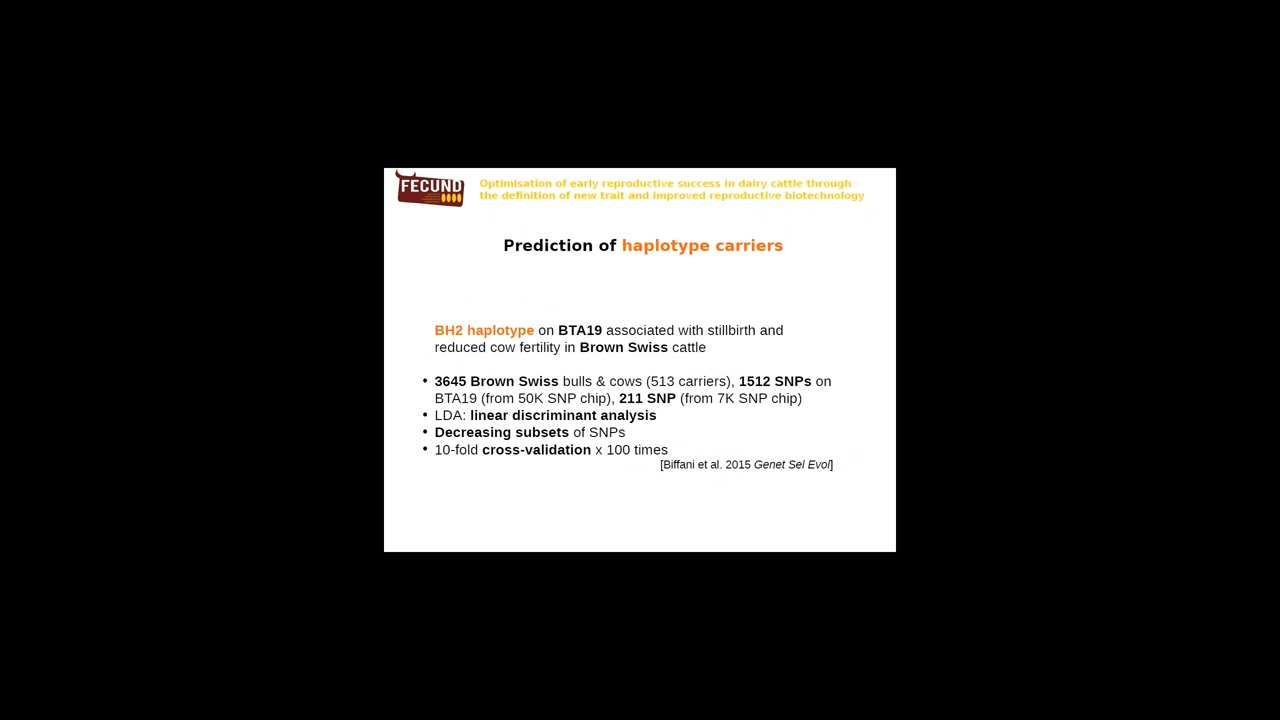 FECUND
Optimisation of early reproductive success in dairy cattle through
the definition of new trait and improved reproductive biotechnology
Prediction of haplotype carriers
BH2 haplotype on BTA19 associated with stillbirth and
reduced cow fertility in Brown Swiss cattle
• 3645 Brown Swiss bulls & cows (513 carriers), 1512 SNPs on
BTA19 (from 50K SNP chip), 211 SNP (from 7K SNP chip)
• LDA: linear discriminant analysis
• Decreasing subsets of SNPs
• 10-fold cross-validation x 100 times
[Biffani et al. 2015 Genet Sel Evol]